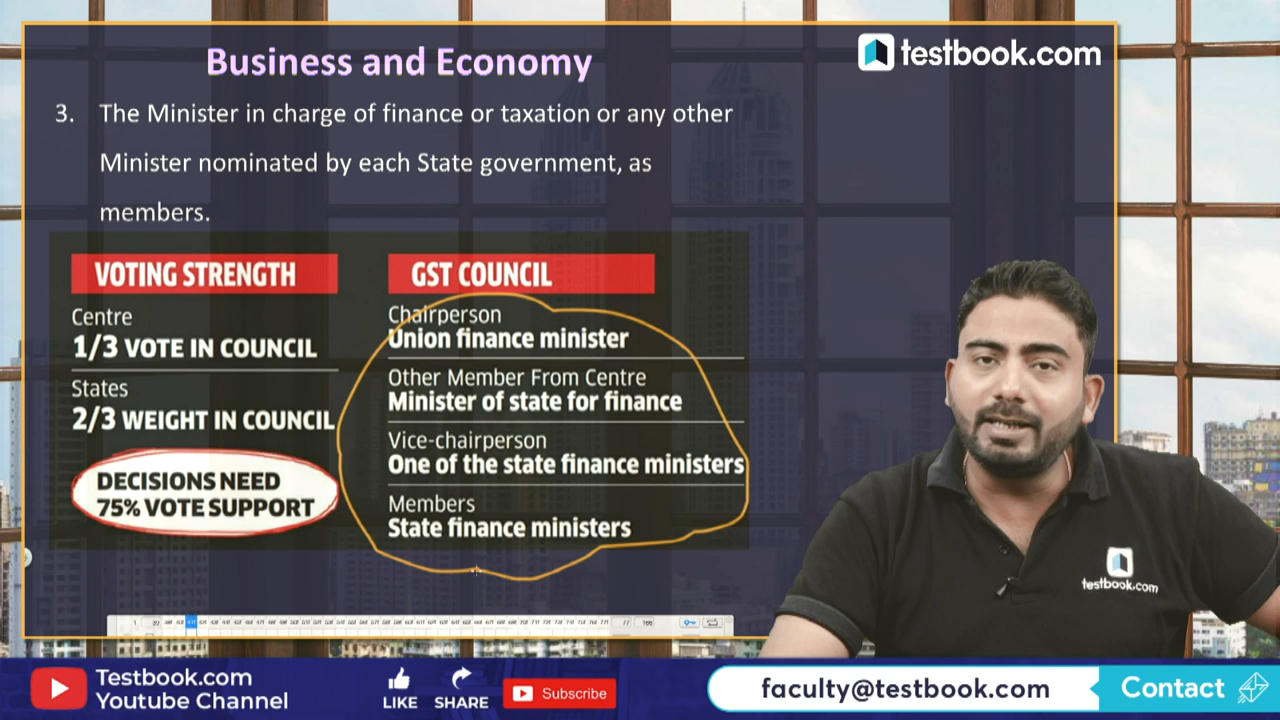 Business and Economy
testbook.com
3. The Minister in charge of finance or taxation or any other
Minister nominated by each State government, as
members.
VOTING STRENGTH
Centre
1/3 VOTE IN COUNCIL
States
2/3 WEIGHT IN COUNCIL
DECISIONS NEED
75% VOTE SUPPORT
GST COUNCIL
Chairperson
Union finance minister
Other Member From Centre
Minister of state for finance
Vice-chairperson
One of the state finance ministers
Members
State finance ministers
testbook.com
Testbook.com
Youtube Channel
LIKE
SHARE
Subscribe
faculty@testbook.com
Contact